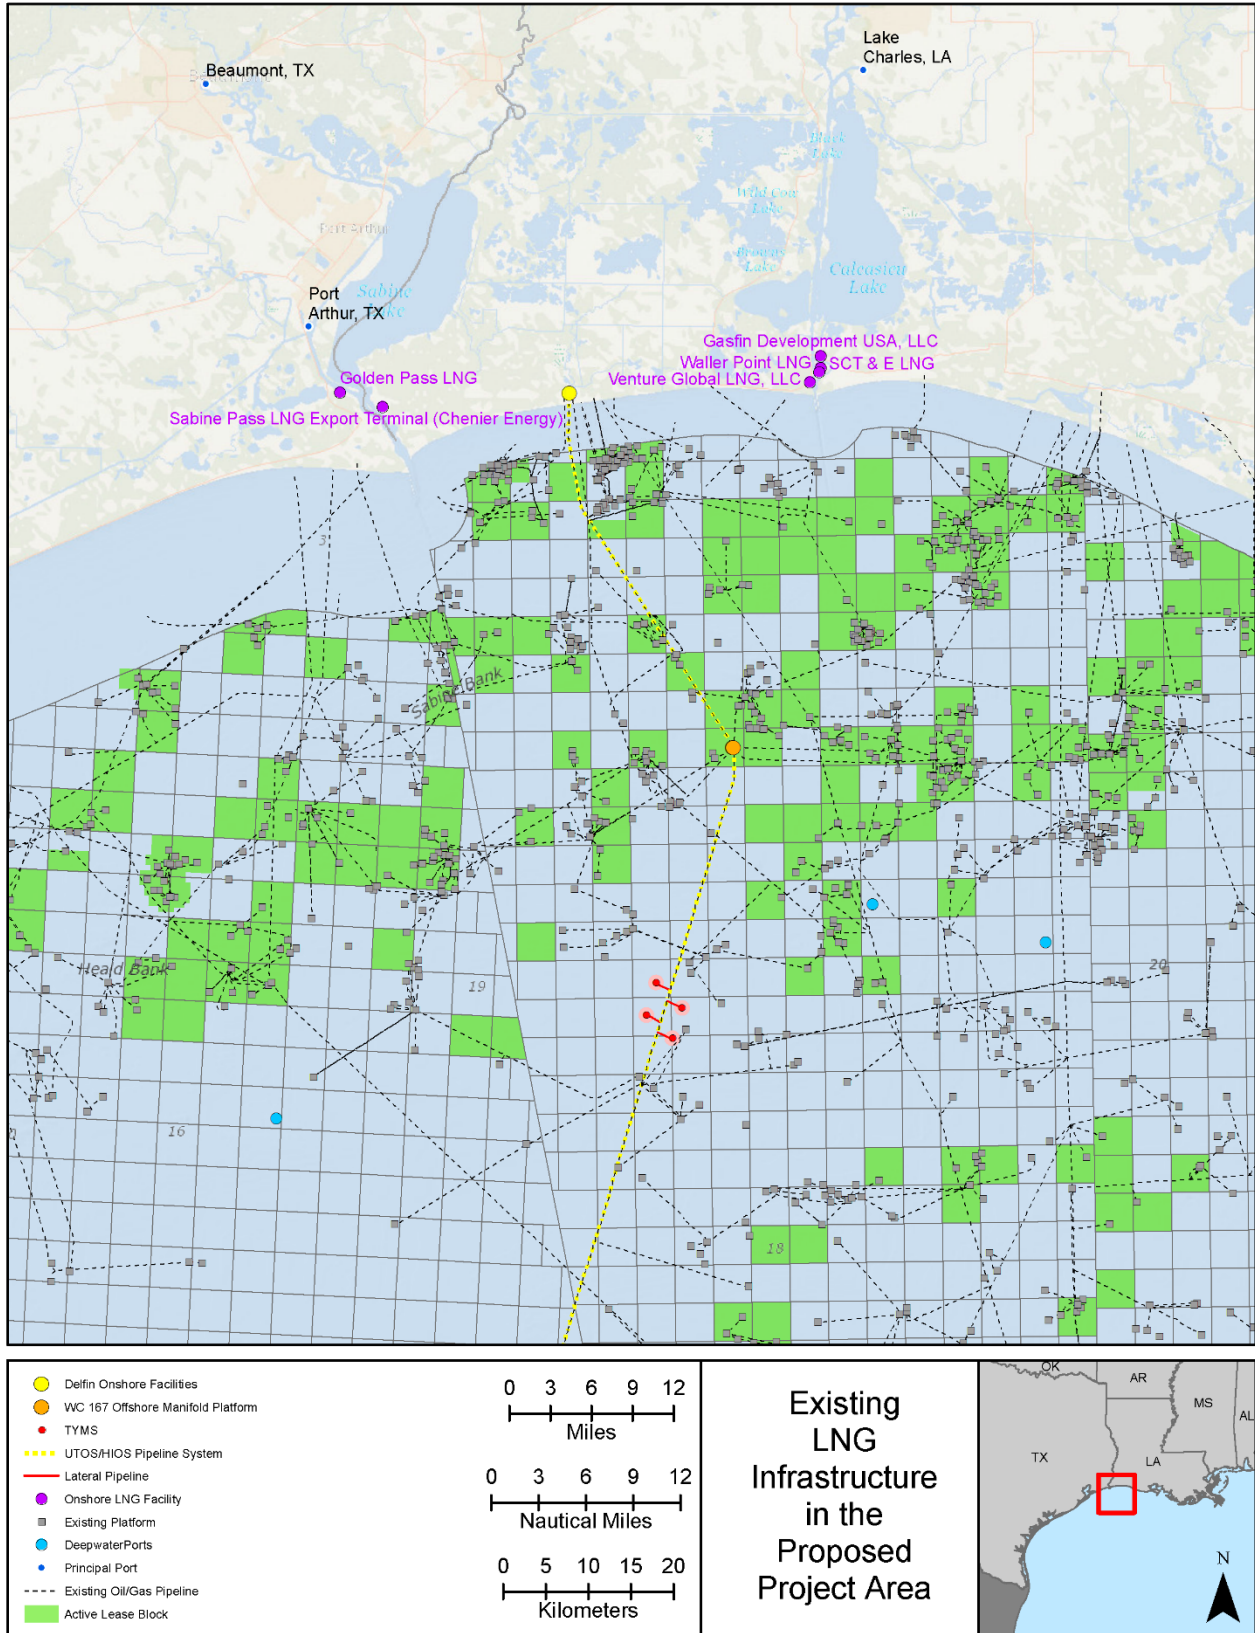 Lake
Charles, LA
Beaumont, TX
Black
Lake
Wild Cow
Lake
Port Arthur
Browns
Lake
Calcasieu
Lake
Sabine
Lake
Port
Arthur, TX
Gasfin Development USA, LLC
Waller Point LNG
SCT & E LNG
Venture Global LNG, LLC
Golden Pass LNG
Sabine Pass LNG Export Terminal (Chenier Energy)
3
Sabine Bank
Heald Bank
19
20
16
18
Delfin Onshore Facilities
WC 167 Offshore Manifold Platform
TYMS
UTOS/HIOS Pipeline System
Lateral Pipeline
Onshore LNG Facility
Existing Platform
DeepwaterPorts
Principal Port
Existing Oil/Gas Pipeline
Active Lease Block
0 3 6 9 12
Miles
0 3 6 9 12
Nautical Miles
0 5 10 15 20
Kilometers
Existing
LNG
Infrastructure
in the
Proposed
Project Area
OK
AR
MS
AL
TX
LA
N